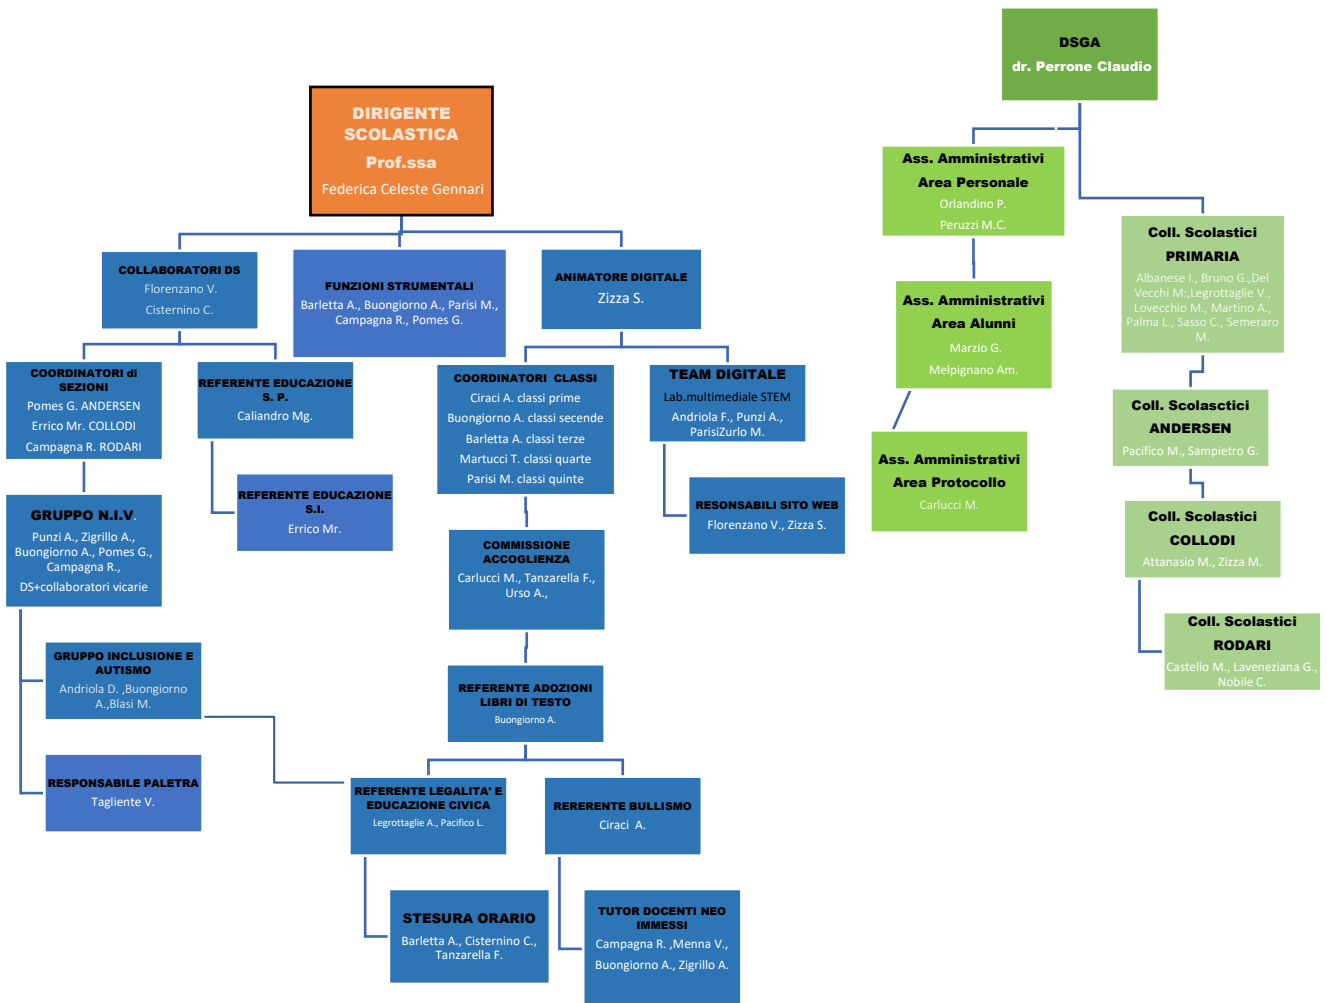 DIRIGENTE
SCOLASTICA
Prof.ssa
Federica Celeste Gennari
COLLABORATORI DS
Florenzano V.
Cisternino C.
FUNZIONI STRUMENTALI
Barletta A., Buongiorno A., Parisi M.,
Campagna R., Pomes G.
ANIMATORE DIGITALE
Zizza S.
COORDINATORI di
SEZIONI
Pomes G. ANDERSEN
Errico Mr. COLLODI
Campagna R. RODARI
REFERENTE EDUCAZIONE
S. P.
Caliandro Mg.
COORDINATORI CLASSI
Ciraci A. classi prime
Buongiorno A. classi secende
Barletta A. classi terze
Martucci T. classi quarte
Parisi M. classi quinte
TEAM DIGITALE
Lab.multimediale STEM
Andriola F., Punzi A.,
ParisiZurlo M.
GRUPPO N.I.V.
Punzi A., Zigrillo A.,
Buongiorno A., Pomes G.,
Campagna R.,
DS+collaboratori vicarie
REFERENTE EDUCAZIONE
S.I.
Errico Mr.
RESONSABILI SITO WEB
Florenzano V., Zizza S.
COMMISSIONE
ACCOGLIENZA
Carlucci M., Tanzarella F.,
Urso A.,
GRUPPO INCLUSIONE E
AUTISMO
Andriola D. ,Buongiorno
A.,Blasi M.
REFERENTE ADOZIONI
LIBRI DI TESTO
Buongiorno A.
RESPONSABILE PALETRA
Tagliente V.
REFERENTE LEGALITA' E
EDUCAZIONE CIVICA
Legrottaglie A., Pacifico L.
RERERENTE BULLISMO
Ciraci A.
STESURA ORARIO
Barletta A., Cisternino C.,
Tanzarella F.
TUTOR DOCENTI NEO
IMMESSI
Campagna R. ,Menna V.,
Buongiorno A., Zigrillo A.
DSGA
dr. Perrone Claudio
Ass. Amministrativi
Area Personale
Orlandino P.
Peruzzi M.C.
Ass. Amministrativi
Area Alunni
Marzio G.
Melpignano Am.
Ass. Amministrativi
Area Protocollo
Carlucci M.
Coll. Scolastici
PRIMARIA
Albanese I., Bruno G.,Del
Vecchi M:,Legrottaglie V.,
Lovecchio M., Martino A.,
Palma L., Sasso C., Semeraro
M.
Coll. Scolasctici
ANDERSEN
Pacifico M., Sampietro G.
Coll. Scolastici
COLLODI
Attanasio M., Zizza M.
Coll. Scolastici
RODARI
Castello M., Laveneziana G.,
Nobile C.